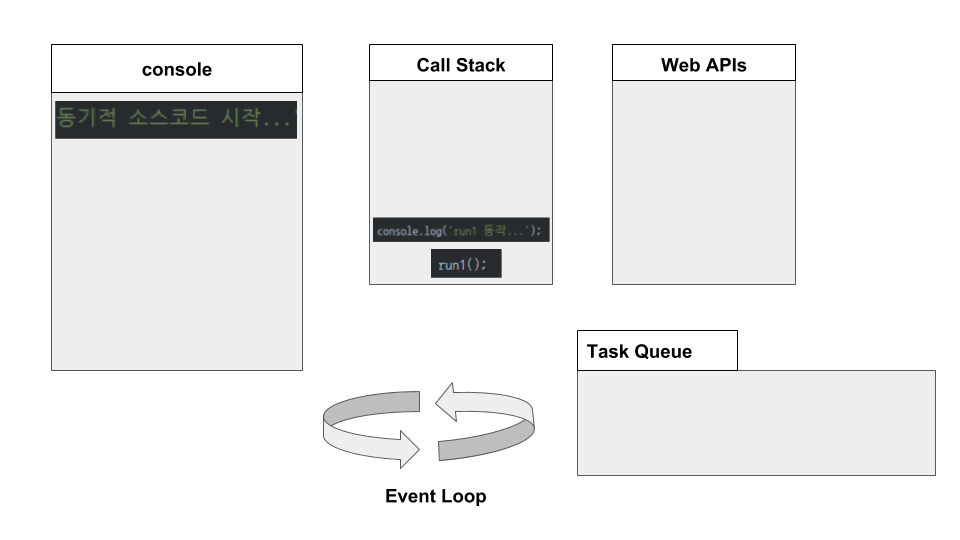 console
동기적 소스코드 시작...'
Call Stack
console.log('run1 동작...');
run1();
Web APIs
Task Queue
Event Loop